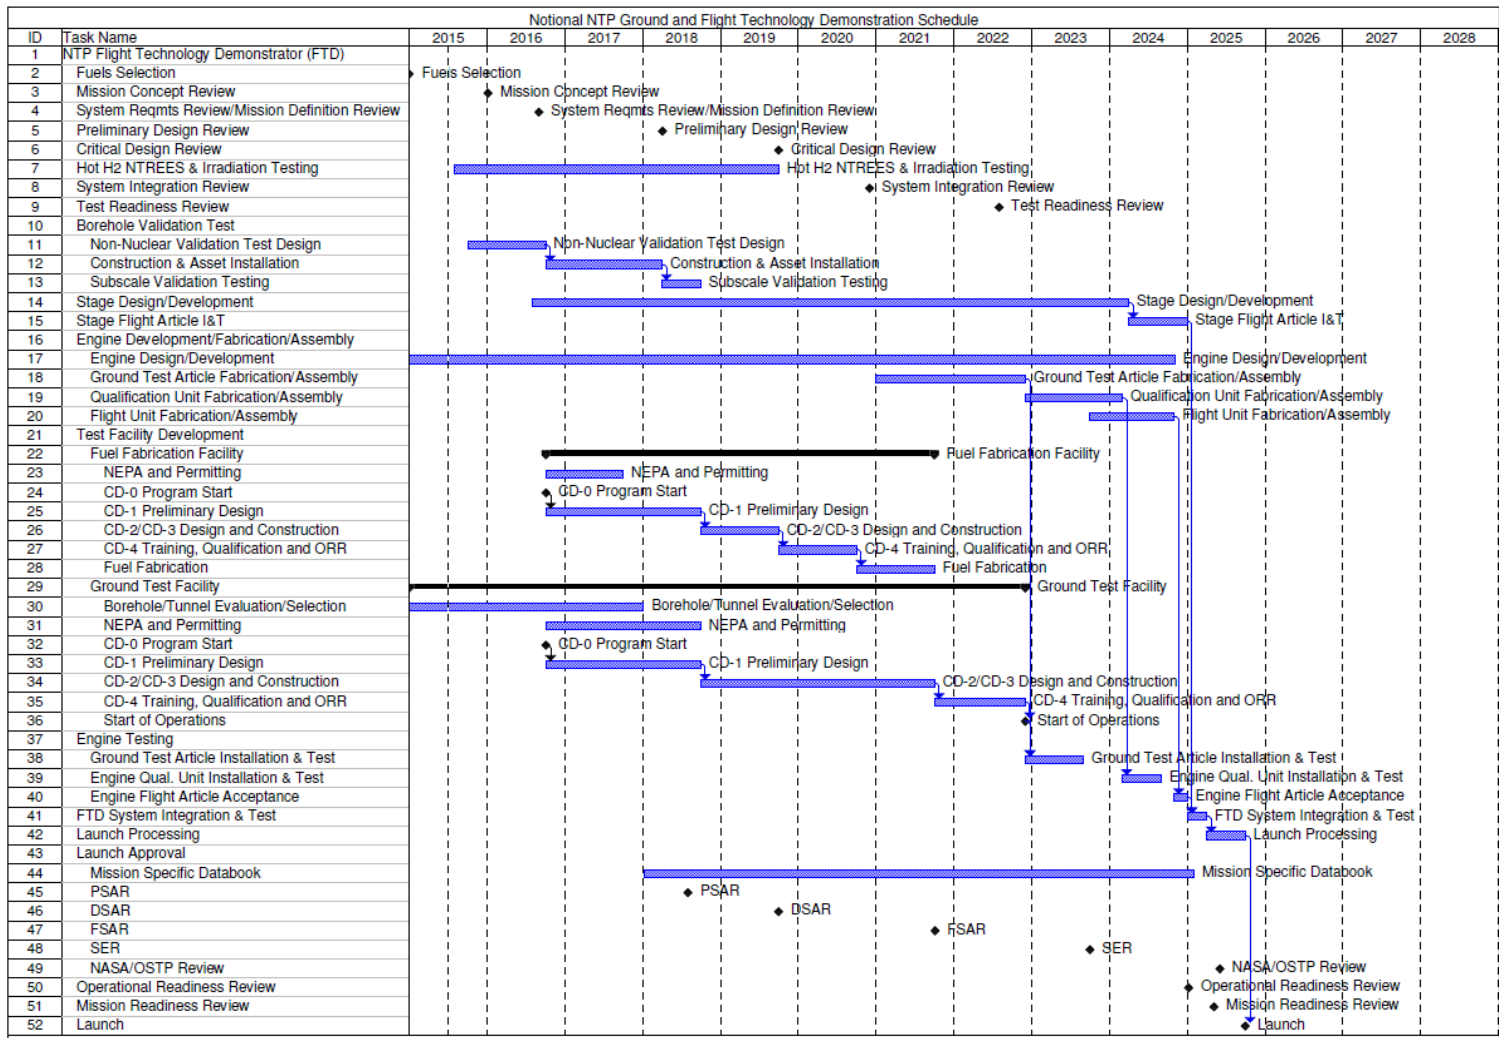 Notional NTP Ground and Flight Technology Demonstration Schedule
ID Task Name 2015 2016 2017 2018 2019 2020 2021 2022 2023 2024 2025 2026 2027 2028
1 NTP Flight Technology Demonstrator (FTD)
2 Fuels Selection Fuels Selection
3 Mission Concept Review Mission Concept Review
4 System Reqmts Review/Mission Definition Review System Reqmts Review/Mission Definition Review
5 Preliminary Design Review Preliminary Design Review
6 Critical Design Review Critical Design Review
7 Hot H2 NTREES & Irradiation Testing Hot H2 NTREES & Irradiation Testing
8 System Integration Review System Integration Review
9 Test Readiness Review Test Readiness Review
10 Borehole Validation Test
11 Non-Nuclear Validation Test Design Non-Nuclear Validation Test Design
12 Construction & Asset Installation Construction & Asset Installation
13 Subscale Validation Testing Subscale Validation Testing
14 Stage Design/Development Stage Design/Development
15 Stage Flight Article I&T Stage Flight Article I&T
16 Engine Development/Fabrication/Assembly
17 Engine Design/Development Engine Design/Development
18 Ground Test Article Fabrication/Assembly Ground Test Article Fabrication/Assembly
19 Qualification Unit Fabrication/Assembly Qualification Unit Fabrication/Assembly
20 Flight Unit Fabrication/Assembly Flight Unit Fabrication/Assembly
21 Test Facility Development
22 Fuel Fabrication Facility Fuel Fabrication Facility
23 NEPA and Permitting NEPA and Permitting
24 CD-0 Program Start CD-0 Program Start
25 CD-1 Preliminary Design CD-1 Preliminary Design
26 CD-2/CD-3 Design and Construction CD-2/CD-3 Design and Construction
27 CD-4 Training, Qualification and ORR CD-4 Training, Qualification and ORR
28 Fuel Fabrication Fuel Fabrication
29 Ground Test Facility Ground Test Facility
30 Borehole/Tunnel Evaluation/Selection Borehole/Tunnel Evaluation/Selection
31 NEPA and Permitting NEPA and Permitting
32 CD-0 Program Start CD-0 Program Start
33 CD-1 Preliminary Design CD-1 Preliminary Design
34 CD-2/CD-3 Design and Construction CD-2/CD-3 Design and Construction
35 CD-4 Training, Qualification and ORR CD-4 Training, Qualification and ORR
36 Start of Operations Start of Operations
37 Engine Testing
38 Ground Test Article Installation & Test Ground Test Article Installation & Test
39 Engine Qual. Unit Installation & Test Engine Qual. Unit Installation & Test
40 Engine Flight Article Acceptance Engine Flight Article Acceptance
41 FTD System Integration & Test FTD System Integration & Test
42 Launch Processing Launch Processing
43 Launch Approval
44 Mission Specific Databook Mission Specific Databook
45 PSAR PSAR
46 DSAR DSAR
47 FSAR FSAR
48 SER SER
49 NASA/OSTP Review NASA/OSTP Review
50 Operational Readiness Review Operational Readiness Review
51 Mission Readiness Review Mission Readiness Review
52 Launch Launch